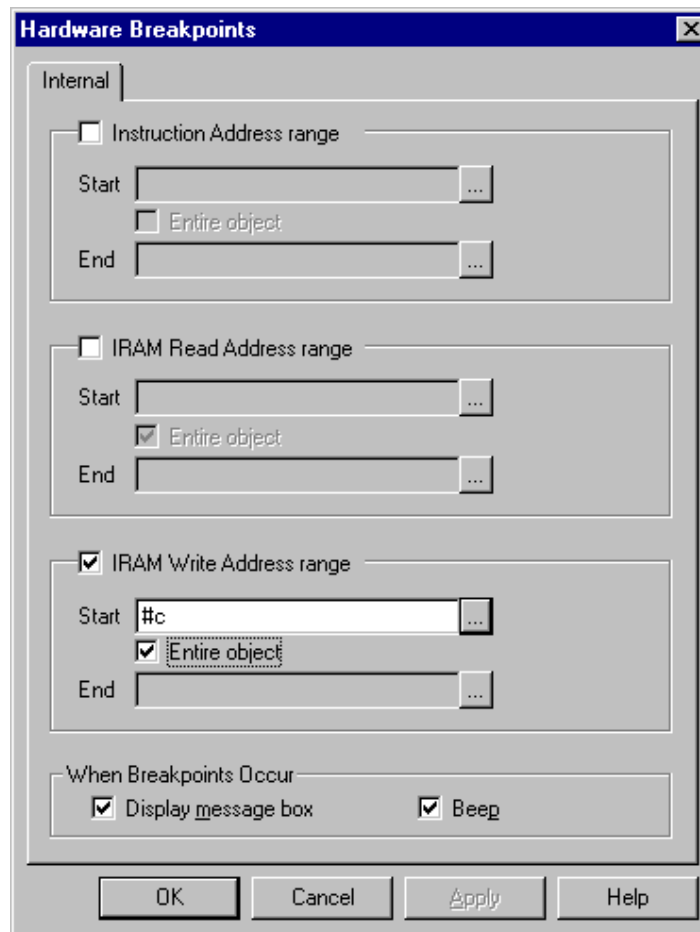 Hardware Breakpoints
Internal
Instruction Address range
Start ...
Entire object
End ...
IRAM Read Address range
Start ...
Entire object
End ...
IRAM Write Address range
Start #c ...
Entire object
End ...
When Breakpoints Occur
Display message box Beep
OK Cancel Apply Help